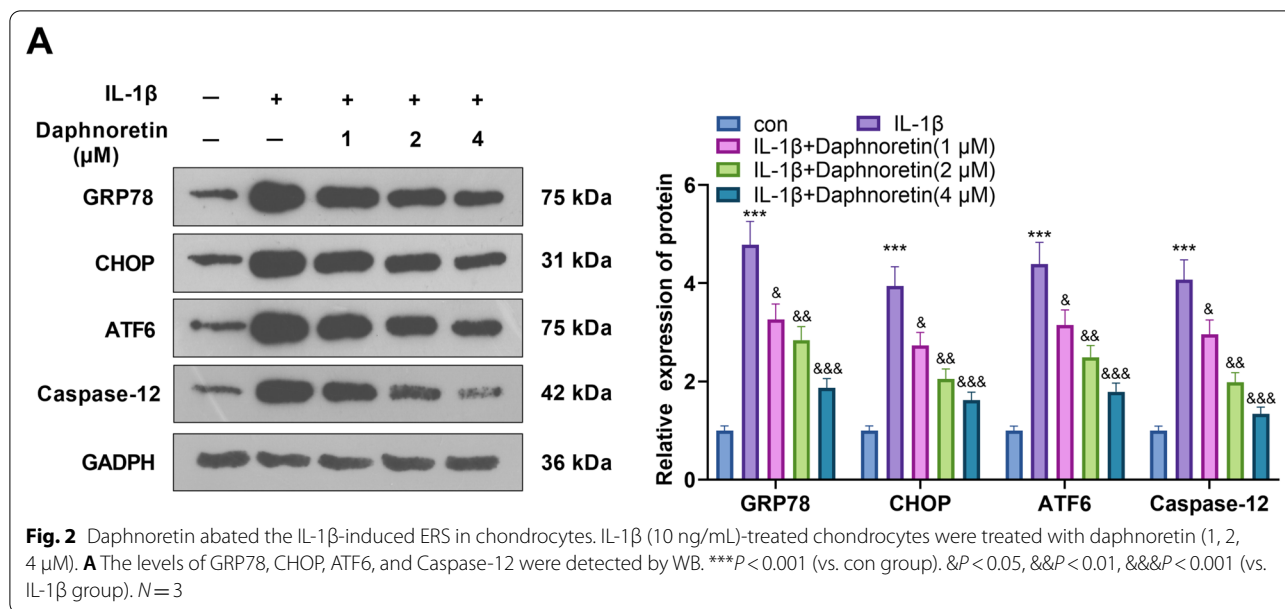 A
IL-1β — + + + +
Daphnoretin (µM) — — 1 2 4
GRP78 75 kDa
CHOP 31 kDa
ATF6 75 kDa
Caspase-12 42 kDa
GADPH 36 kDa
con IL-1β
IL-1β+Daphnoretin(1 µM)
IL-1β+Daphnoretin(2 µM)
IL-1β+Daphnoretin(4 µM)
Relative expression of protein
6
4
2
0
*** & && &&&
*** & && &&&
*** & && &&&
*** & && &&&
GRP78 CHOP ATF6 Caspase-12
Fig. 2 Daphnoretin abated the IL-1β-induced ERS in chondrocytes. IL-1β (10 ng/mL)-treated chondrocytes were treated with daphnoretin (1, 2,
4 µM). A The levels of GRP78, CHOP, ATF6, and Caspase-12 were detected by WB. ***P < 0.001 (vs. con group). &P < 0.05, &&P < 0.01, &&&P < 0.001 (vs.
IL-1β group). N = 3